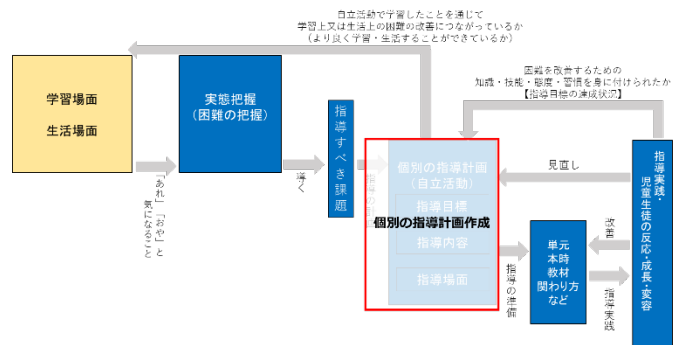 自立活動で学習したことを通じて
学習上又は生活上の困難の改善につながっているか
（より良く学習・生活することができているか）
困難を改善するための
知識・技能・態度・習慣を身に付けられたか
【指導目標の達成状況】
学習場面
生活場面
「あれ」「おや」と
気になること
実態把握
（困難の把握）
導く
指導すべき課題
個別の指導計画
（自立活動）
指導目標
個別の指導計画作成
指導内容
指導場面
指導の準備
見直し
単元
本時
教材
関わり方
など
改善
指導実践
指導実践・
児童生徒の反応・成長・変容